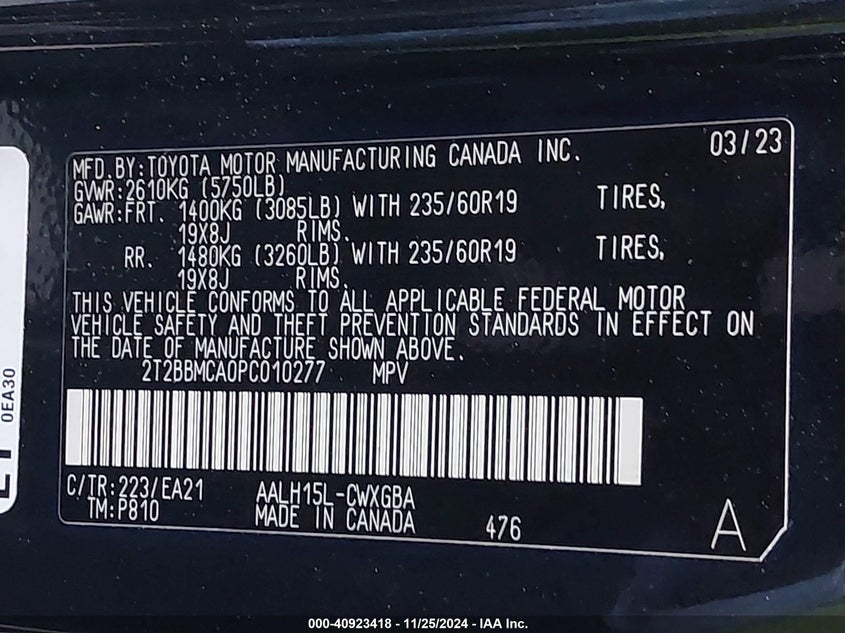 MFD.BY:TOYOTA MOTOR MANUFACTURING CANADA INC. 03/23
GVWR:2610KG (5750LB)
GAWR:FRT. 1400KG (3085LB) WITH 235/60R19 TIRES,
19X8J RIMS.
RR. 1480KG (3260LB) WITH 235/60R19 TIRES,
19X8J RIMS.
THIS VEHICLE CONFORMS TO ALL APPLICABLE FEDERAL MOTOR
VEHICLE SAFETY AND THEFT PREVENTION STANDARDS IN EFFECT ON
THE DATE OF MANUFACTURE SHOWN ABOVE.
2T2BBMCA0PC010277 MPV
C/TR:223/EA21 AALH15L-CWXGBA
TM:P810 MADE IN CANADA 476 A
0EA30
000-40923418 - 11/25/2024 - IAA Inc.